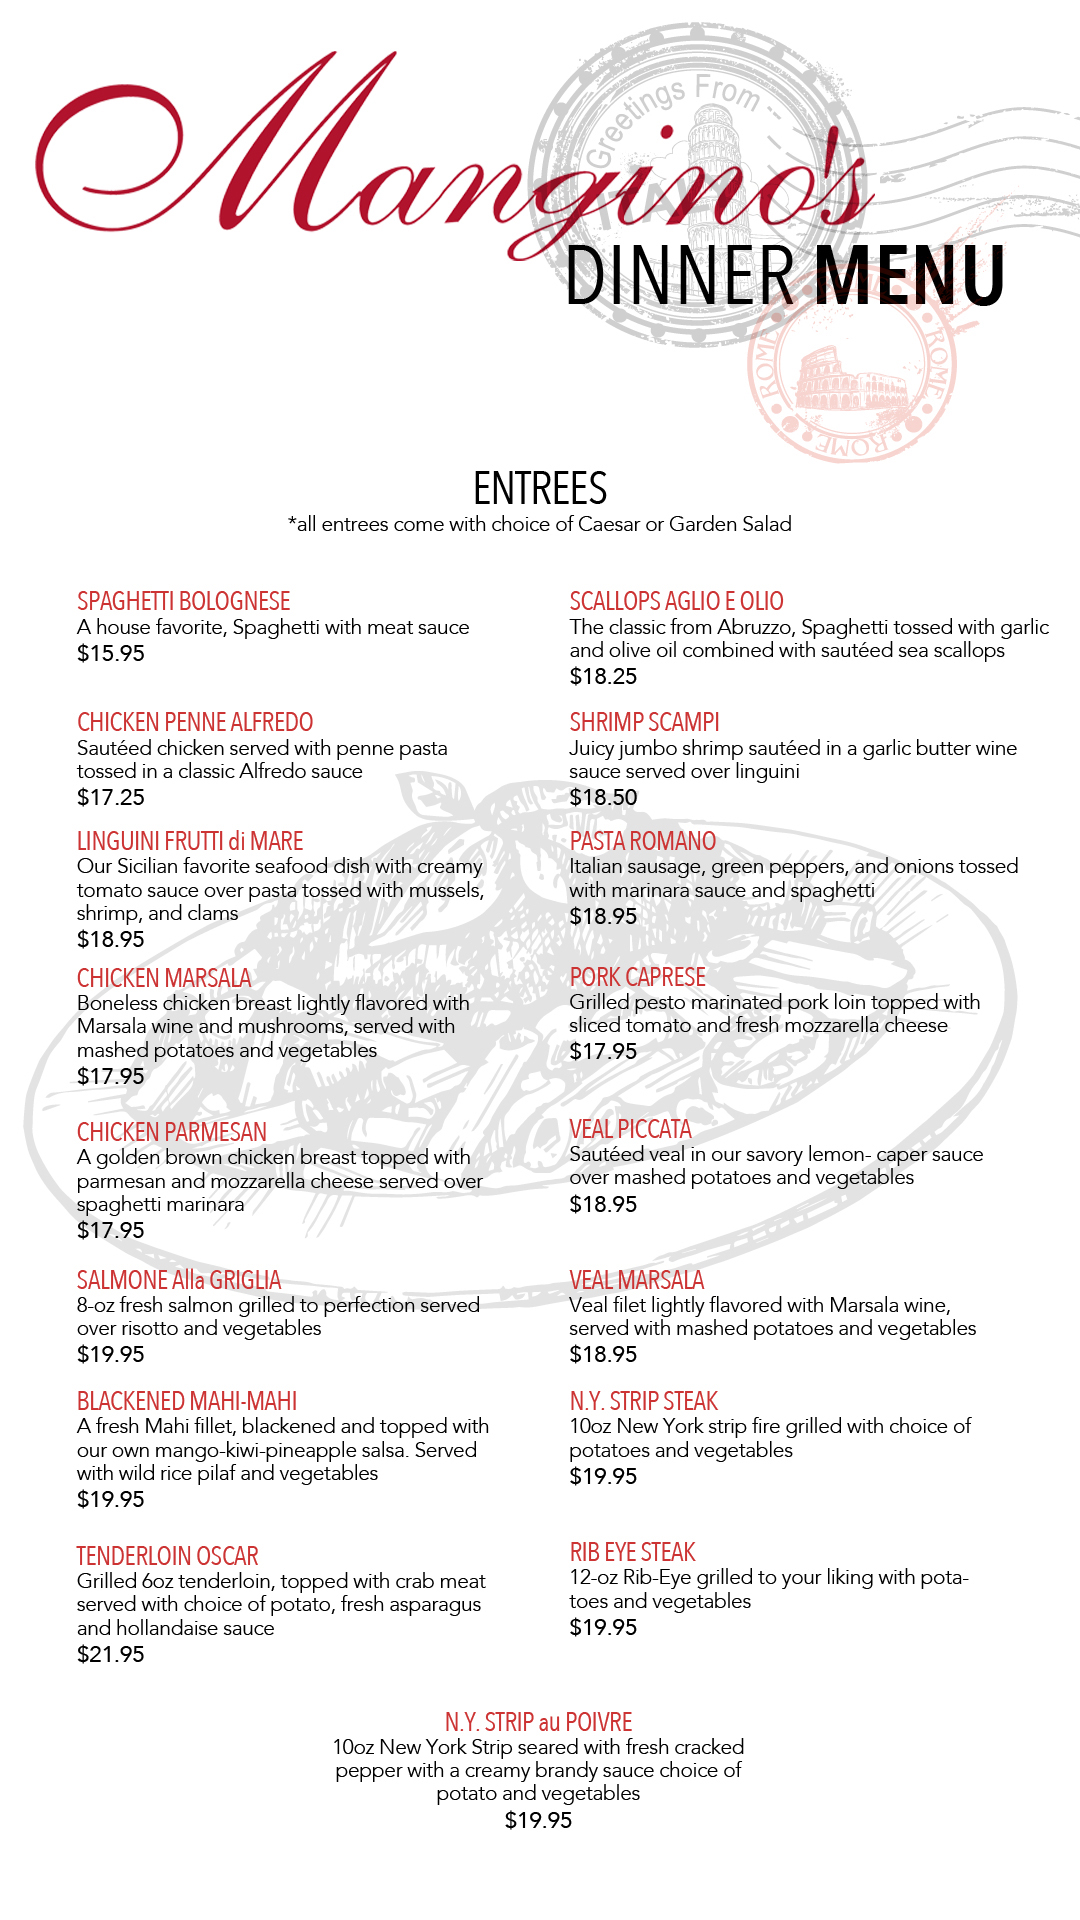 Mangino's
Greetings From
ITALY
DINNER MENU
ROME
ROME
ROME
ENTREES
*all entrees come with choice of Caesar or Garden Salad
SPAGHETTI BOLOGNESE
A house favorite, Spaghetti with meat sauce
$15.95
CHICKEN PENNE ALFREDO
Sautéed chicken served with penne pasta
tossed in a classic Alfredo sauce
$17.25
LINGUINI FRUTTI di MARE
Our Sicilian favorite seafood dish with creamy
tomato sauce over pasta tossed with mussels,
shrimp, and clams
$18.95
CHICKEN MARSALA
Boneless chicken breast lightly flavored with
Marsala wine and mushrooms, served with
mashed potatoes and vegetables
$17.95
CHICKEN PARMESAN
A golden brown chicken breast topped with
parmesan and mozzarella cheese served over
spaghetti marinara
$17.95
SALMONE Alla GRIGLIA
8-oz fresh salmon grilled to perfection served
over risotto and vegetables
$19.95
BLACKENED MAHI-MAHI
A fresh Mahi fillet, blackened and topped with
our own mango-kiwi-pineapple salsa. Served
with wild rice pilaf and vegetables
$19.95
TENDERLOIN OSCAR
Grilled 6oz tenderloin, topped with crab meat
served with choice of potato, fresh asparagus
and hollandaise sauce
$21.95
SCALLOPS AGLIO E OLIO
The classic from Abruzzo, Spaghetti tossed with garlic
and olive oil combined with sautéed sea scallops
$18.25
SHRIMP SCAMPI
Juicy jumbo shrimp sautéed in a garlic butter wine
sauce served over linguini
$18.50
PASTA ROMANO
Italian sausage, green peppers, and onions tossed
with marinara sauce and spaghetti
$18.95
PORK CAPRESE
Grilled pesto marinated pork loin topped with
sliced tomato and fresh mozzarella cheese
$17.95
VEAL PICCATA
Sautéed veal in our savory lemon- caper sauce
over mashed potatoes and vegetables
$18.95
VEAL MARSALA
Veal filet lightly flavored with Marsala wine,
served with mashed potatoes and vegetables
$18.95
N.Y. STRIP STEAK
10oz New York strip fire grilled with choice of
potatoes and vegetables
$19.95
RIB EYE STEAK
12-oz Rib-Eye grilled to your liking with pota-
toes and vegetables
$19.95
N.Y. STRIP au POIVRE
10oz New York Strip seared with fresh cracked
pepper with a creamy brandy sauce choice of
potato and vegetables
$19.95